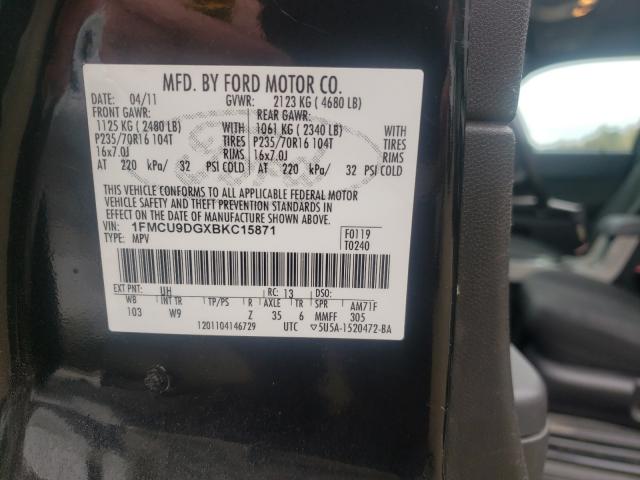 MFD. BY FORD MOTOR CO.
DATE: 04/11 GVWR: 2123 KG ( 4680 LB)
FRONT GAWR: REAR GAWR:
1125 KG ( 2480 LB) WITH 1061 KG ( 2340 LB) WITH
P235/70R16 104T TIRES P235/70R16 104T TIRES
16x7.0J RIMS 16x7.0J RIMS
AT 220 kPa/ 32 PSI COLD AT 220 kPa/ 32 PSI COLD
THIS VEHICLE CONFORMS TO ALL APPLICABLE FEDERAL MOTOR
VEHICLE SAFETY AND THEFT PREVENTION STANDARDS IN
EFFECT ON THE DATE OF MANUFACTURE SHOWN ABOVE.
VIN: 1FMCU9DGXBKC15871 F0119
TYPE: MPV T0240
EXT PNT: UH RC: 13 DSO:
WB INT TR TP/PS R AXLE TR SPR AM71F
103 W9 Z 35 6 MMFF 305
1201104146729 UTC ▽5U5A-1520472-BA
Ford